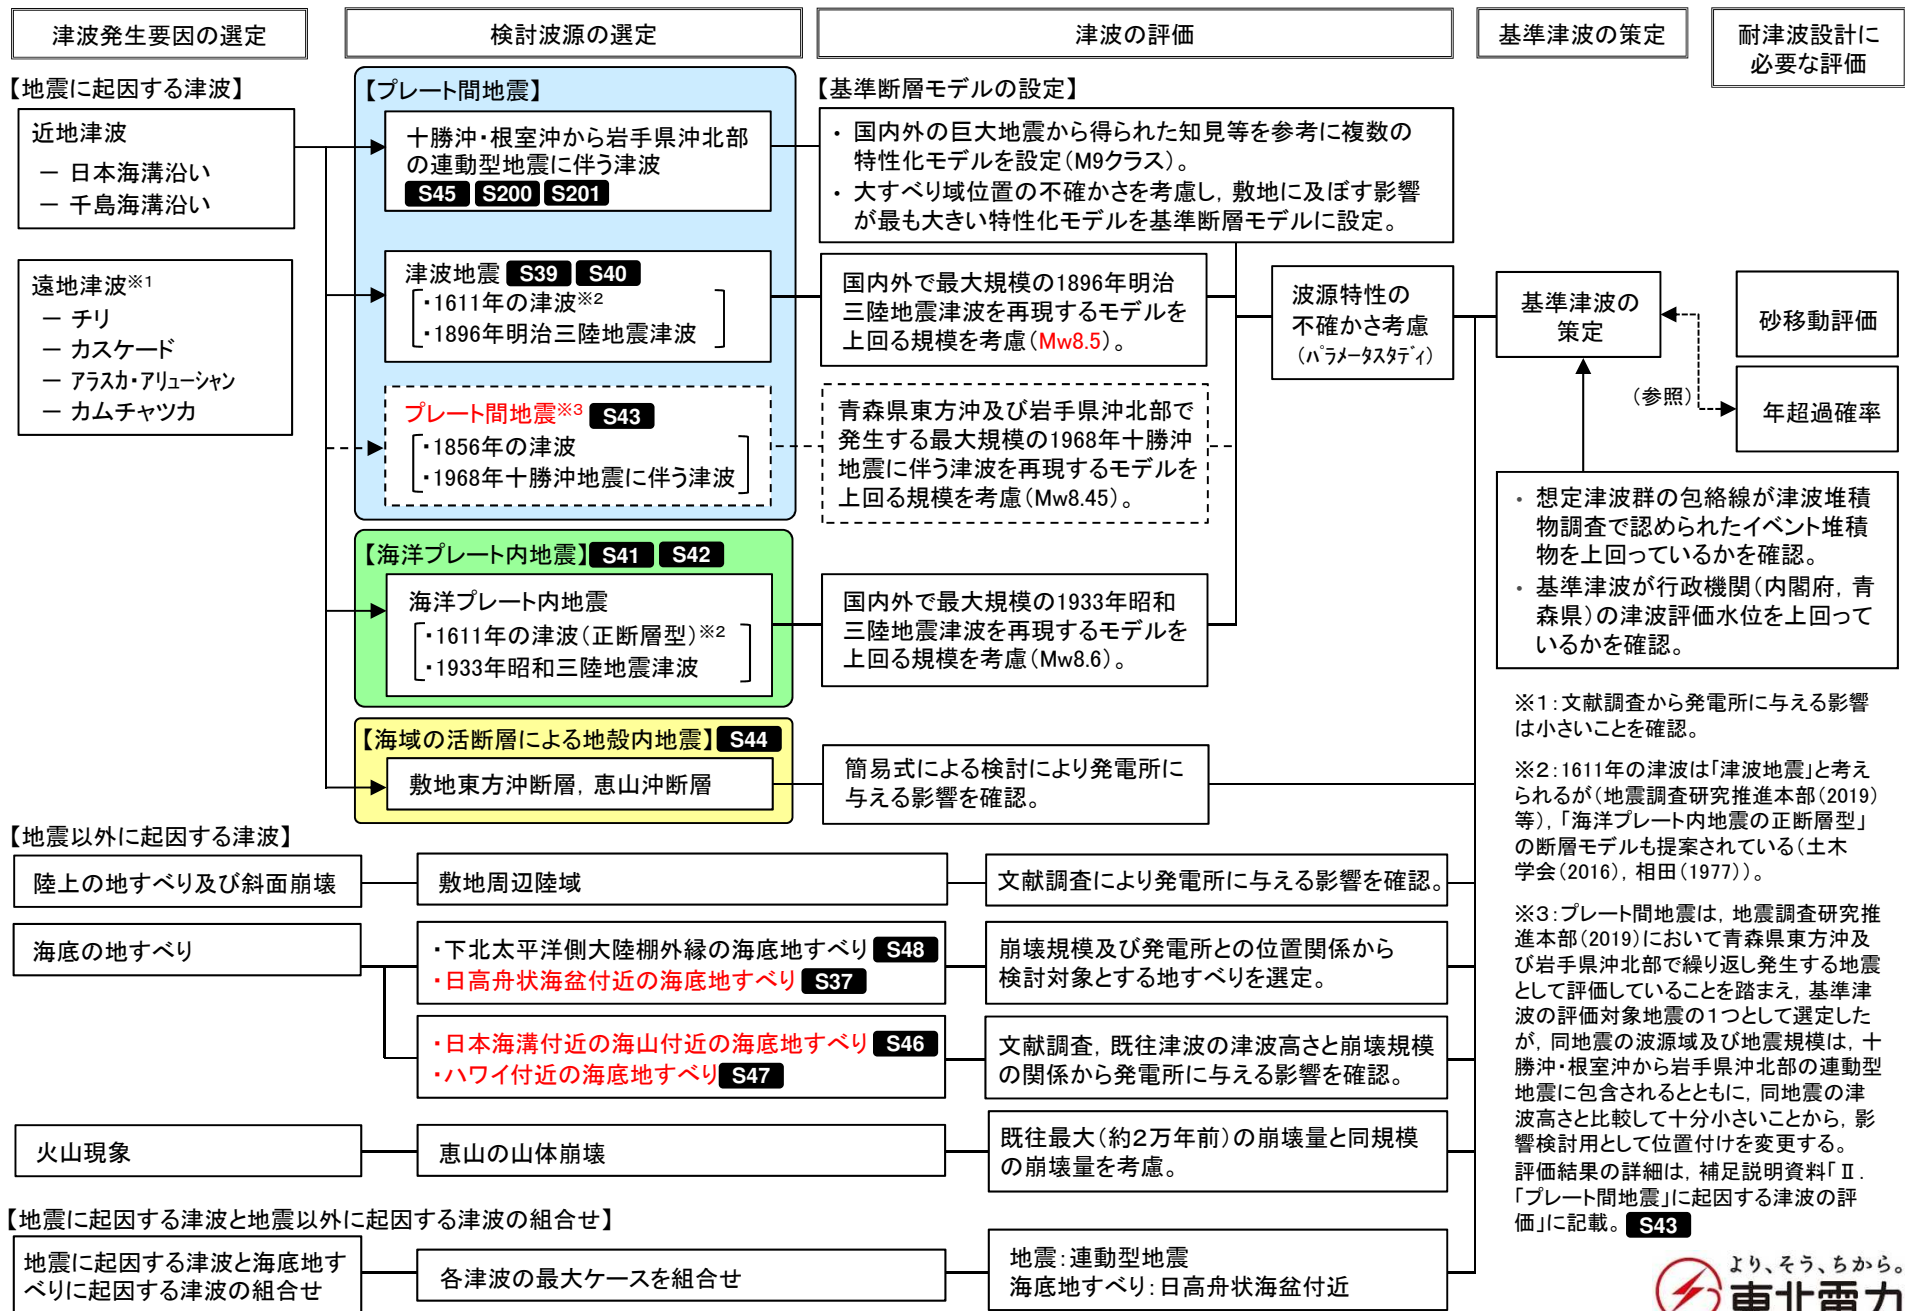 津波発生要因の選定
検討波源の選定
津波の評価
基準津波の策定
耐津波設計に
必要な評価
【地震に起因する津波】
近地津波
－ 日本海溝沿い
－ 千島海溝沿い
遠地津波※1
－ チリ
－ カスケード
－ アラスカ・アリューシャン
－ カムチャツカ
【プレート間地震】
十勝沖・根室沖から岩手県沖北部
の連動型地震に伴う津波
S45 S200 S201
津波地震 S39 S40
・1611年の津波※2
・1896年明治三陸地震津波
プレート間地震※3 S43
・1856年の津波
・1968年十勝沖地震に伴う津波
【海洋プレート内地震】 S41 S42
海洋プレート内地震
・1611年の津波（正断層型）※2
・1933年昭和三陸地震津波
【海域の活断層による地殻内地震】 S44
敷地東方沖断層，恵山沖断層
【基準断層モデルの設定】
・ 国内外の巨大地震から得られた知見等を参考に複数の
特性化モデルを設定（M9クラス）。
・ 大すべり域位置の不確かさを考慮し，敷地に及ぼす影響
が最も大きい特性化モデルを基準断層モデルに設定。
国内外で最大規模の1896年明治
三陸地震津波を再現するモデルを
上回る規模を考慮（Mw8.5）。
青森県東方沖及び岩手県沖北部で
発生する最大規模の1968年十勝沖
地震に伴う津波を再現するモデルを
上回る規模を考慮（Mw8.45）。
国内外で最大規模の1933年昭和
三陸地震津波を再現するモデルを
上回る規模を考慮（Mw8.6）。
簡易式による検討により発電所に
与える影響を確認。
波源特性の
不確かさ考慮
（ﾊﾟﾗﾒｰﾀｽﾀﾃﾞｨ）
基準津波の
策定
（参照）
砂移動評価
年超過確率
・ 想定津波群の包絡線が津波堆積
物調査で認められたイベント堆積
物を上回っているかを確認。
・ 基準津波が行政機関（内閣府，青
森県）の津波評価水位を上回って
いるかを確認。
【地震以外に起因する津波】
陸上の地すべり及び斜面崩壊
敷地周辺陸域
文献調査により発電所に与える影響を確認。
海底の地すべり
・下北太平洋側大陸棚外縁の海底地すべり S48
・日高舟状海盆付近の海底地すべり S37
崩壊規模及び発電所との位置関係から
検討対象とする地すべりを選定。
・日本海溝付近の海山付近の海底地すべり S46
・ハワイ付近の海底地すべり S47
文献調査，既往津波の津波高さと崩壊規模
の関係から発電所に与える影響を確認。
火山現象
恵山の山体崩壊
既往最大（約２万年前）の崩壊量と同規模
の崩壊量を考慮。
【地震に起因する津波と地震以外に起因する津波の組合せ】
地震に起因する津波と海底地す
べりに起因する津波の組合せ
各津波の最大ケースを組合せ
地震：連動型地震
海底地すべり：日高舟状海盆付近
※１：文献調査から発電所に与える影響
は小さいことを確認。
※２：1611年の津波は「津波地震」と考え
られるが（地震調査研究推進本部（2019）
等），「海洋プレート内地震の正断層型」
の断層モデルも提案されている（土木
学会（2016），相田（1977））。
※３：プレート間地震は，地震調査研究推
進本部（2019）において青森県東方沖及
び岩手県沖北部で繰り返し発生する地震
として評価していることを踏まえ，基準津
波の評価対象地震の１つとして選定した
が，同地震の波源域及び地震規模は，十
勝沖・根室沖から岩手県沖北部の連動型
地震に包含されるとともに，同地震の津
波高さと比較して十分小さいことから，影
響検討用として位置付けを変更する。
評価結果の詳細は，補足説明資料「Ⅱ．
「プレート間地震」に起因する津波の評
価」に記載。 S43
より、そう、ちから。
東北電力